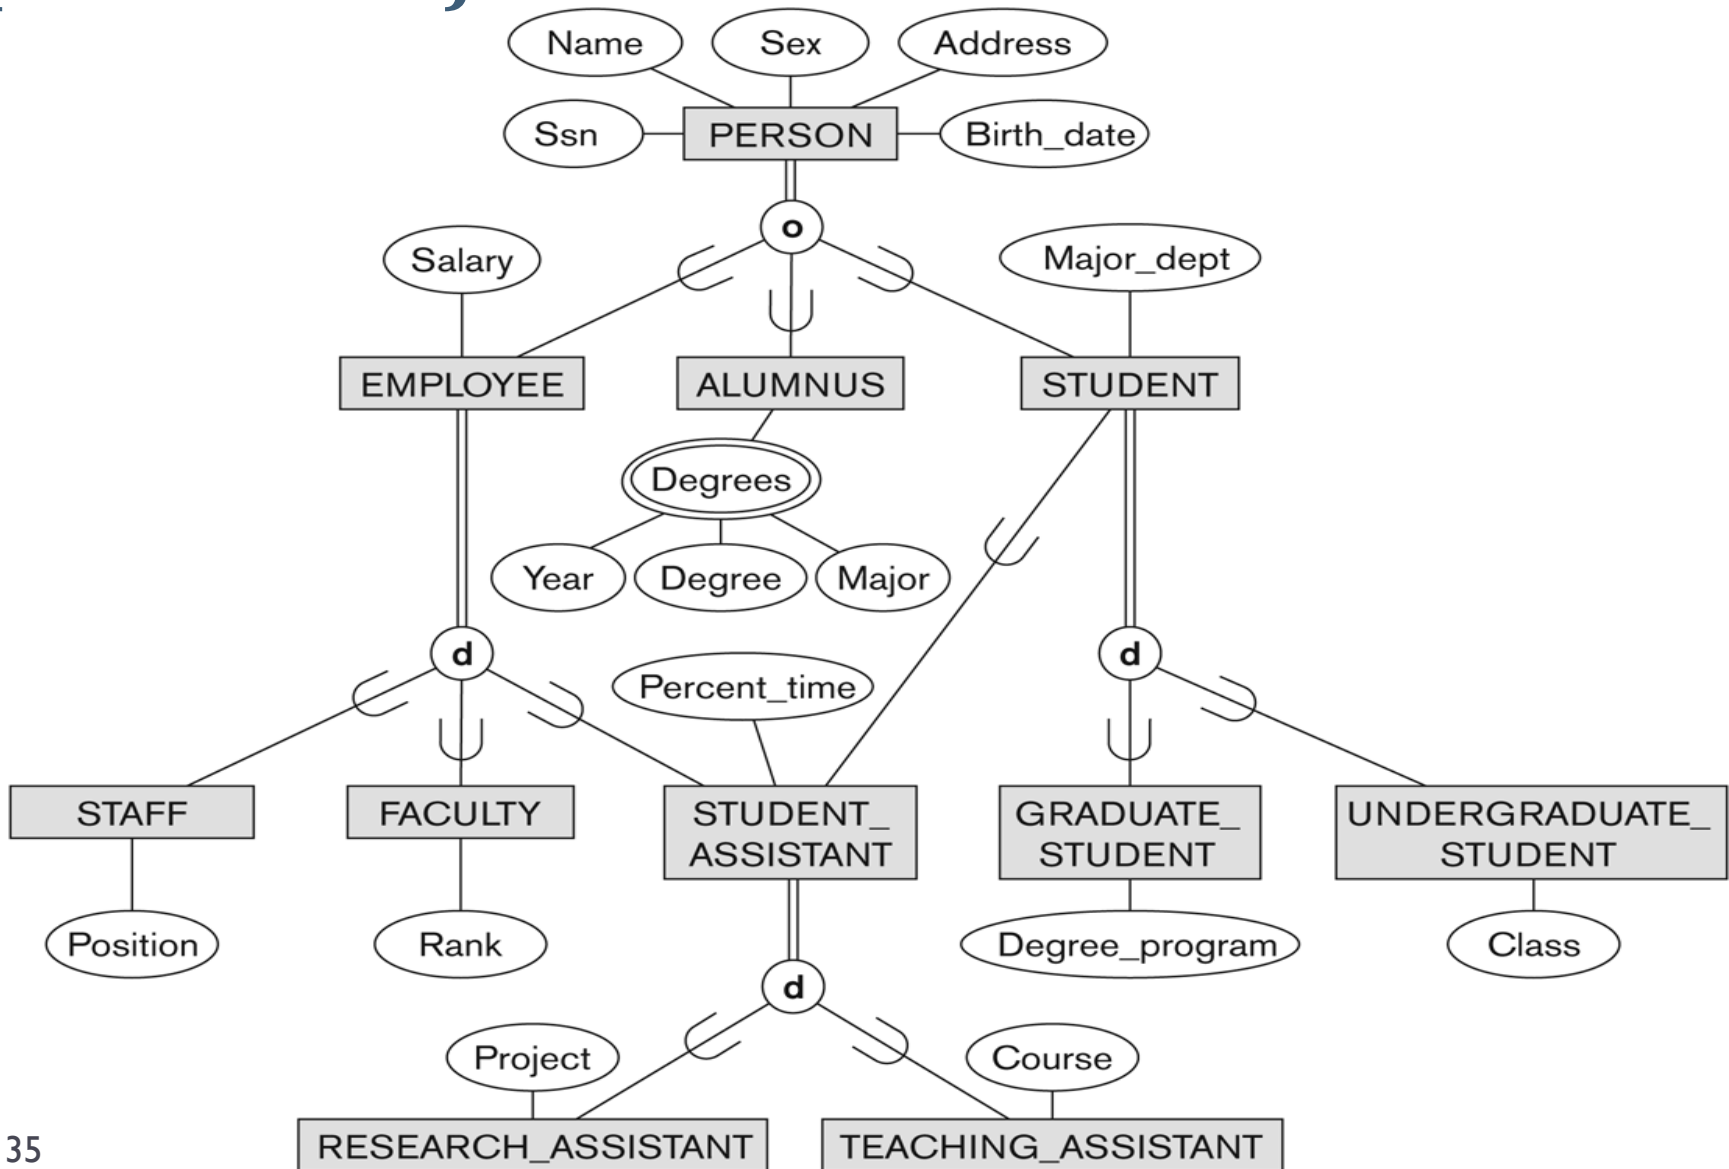 Name
Sex
Address
Ssn
PERSON
Birth_date
o
Salary
Major_dept
EMPLOYEE
ALUMNUS
STUDENT
Degrees
Year
Degree
Major
d
d
Percent_time
STAFF
FACULTY
STUDENT_
ASSISTANT
GRADUATE_
STUDENT
UNDERGRADUATE_
STUDENT
Position
Rank
Degree_program
Class
d
Project
Course
RESEARCH_ASSISTANT
TEACHING_ASSISTANT
35